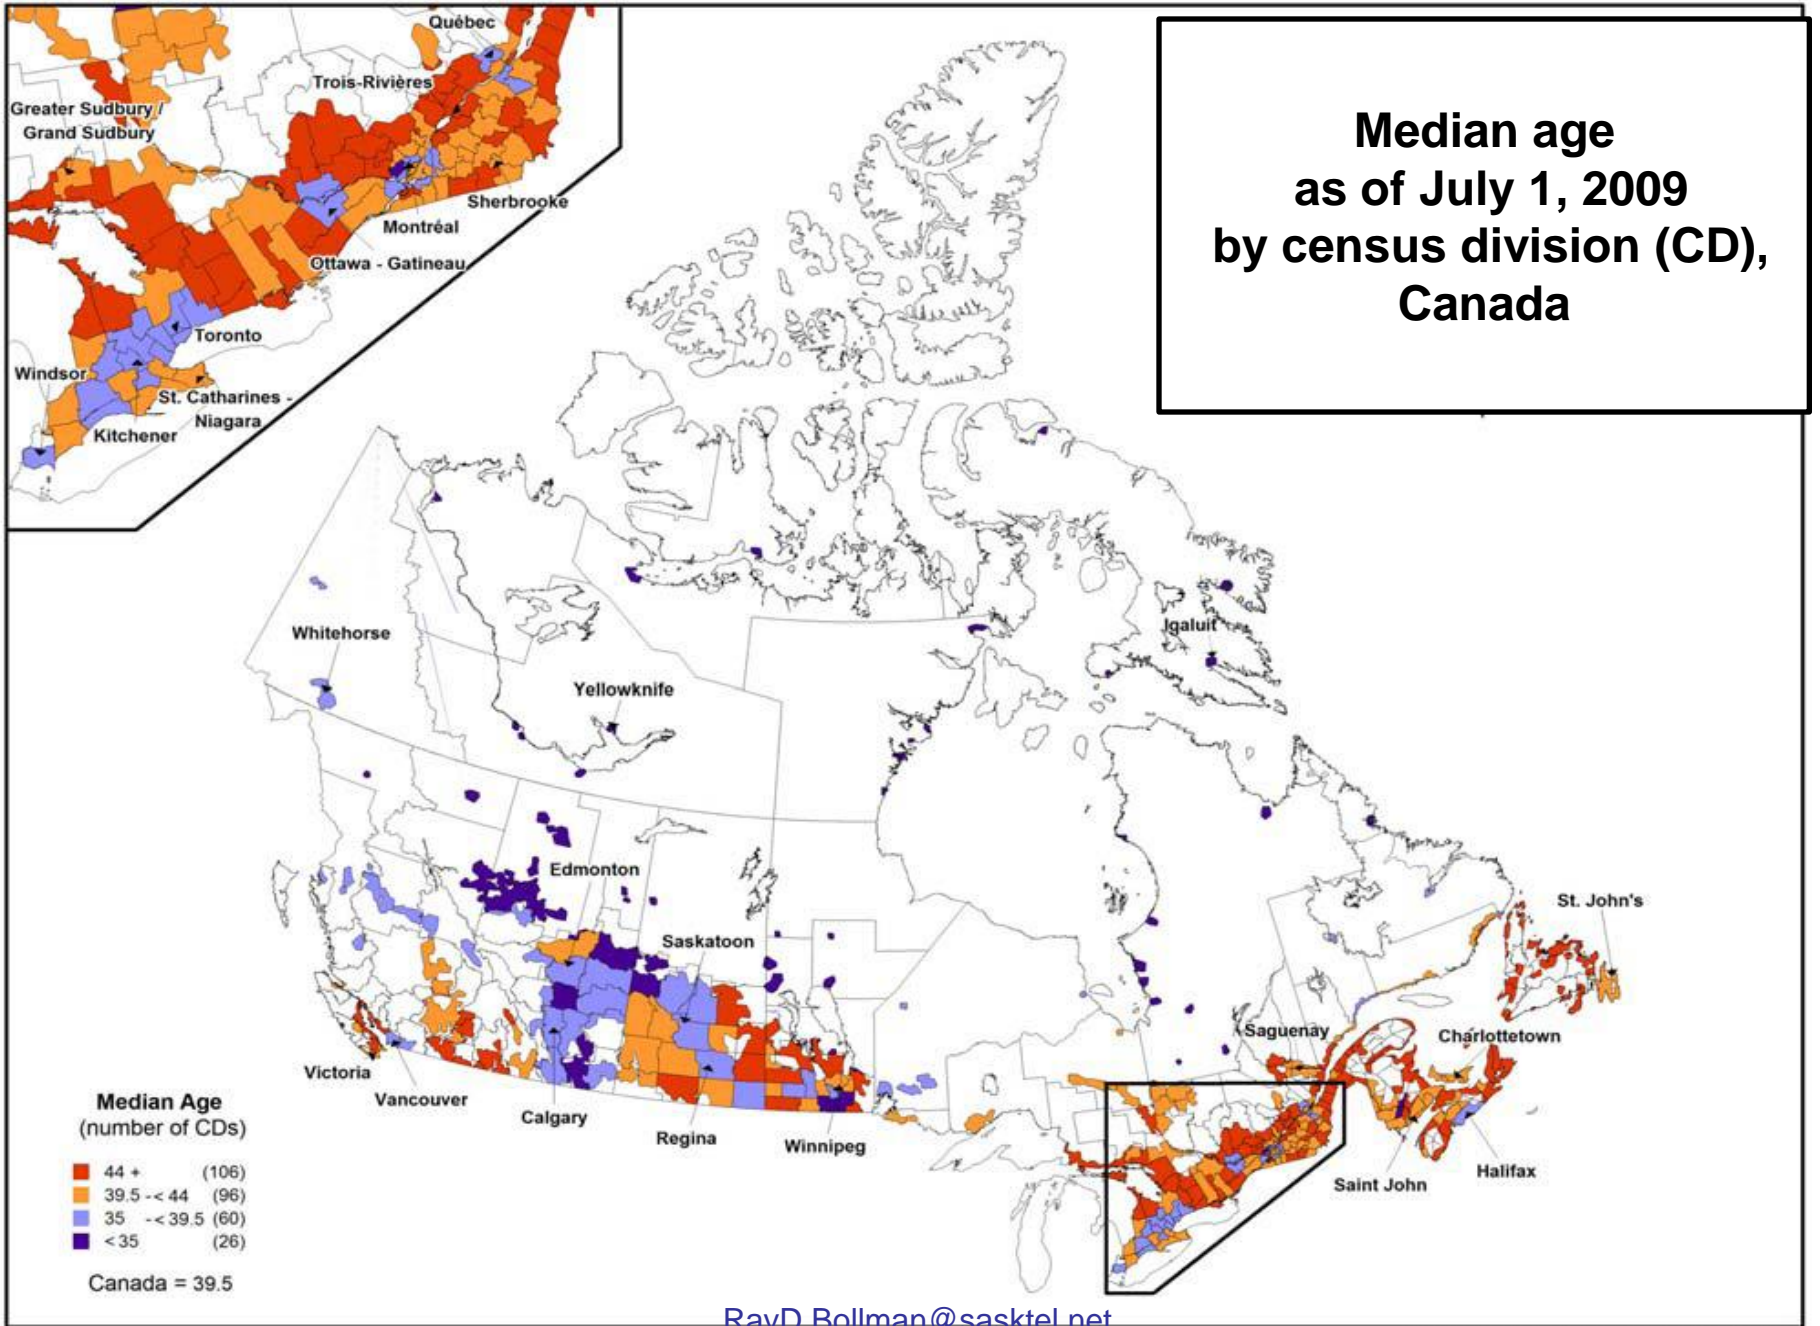 Median age
as of July 1, 2009
by census division (CD),
Canada
Québec
Trois-Rivières
Greater Sudbury /
Grand Sudbury
Sherbrooke
Montréal
Ottawa - Gatineau
Toronto
Windsor
St. Catharines -
Niagara
Kitchener
Whitehorse
Yellowknife
Iqaluit
Edmonton
Saskatoon
St. John's
Saguenay
Charlottetown
Victoria
Vancouver
Calgary
Regina
Winnipeg
Halifax
Saint John
Median Age
(number of CDs)
44 + (106)
39.5 -< 44 (96)
35 -< 39.5 (60)
< 35 (26)
Canada = 39.5
RayD.Bollman@sasktel.net